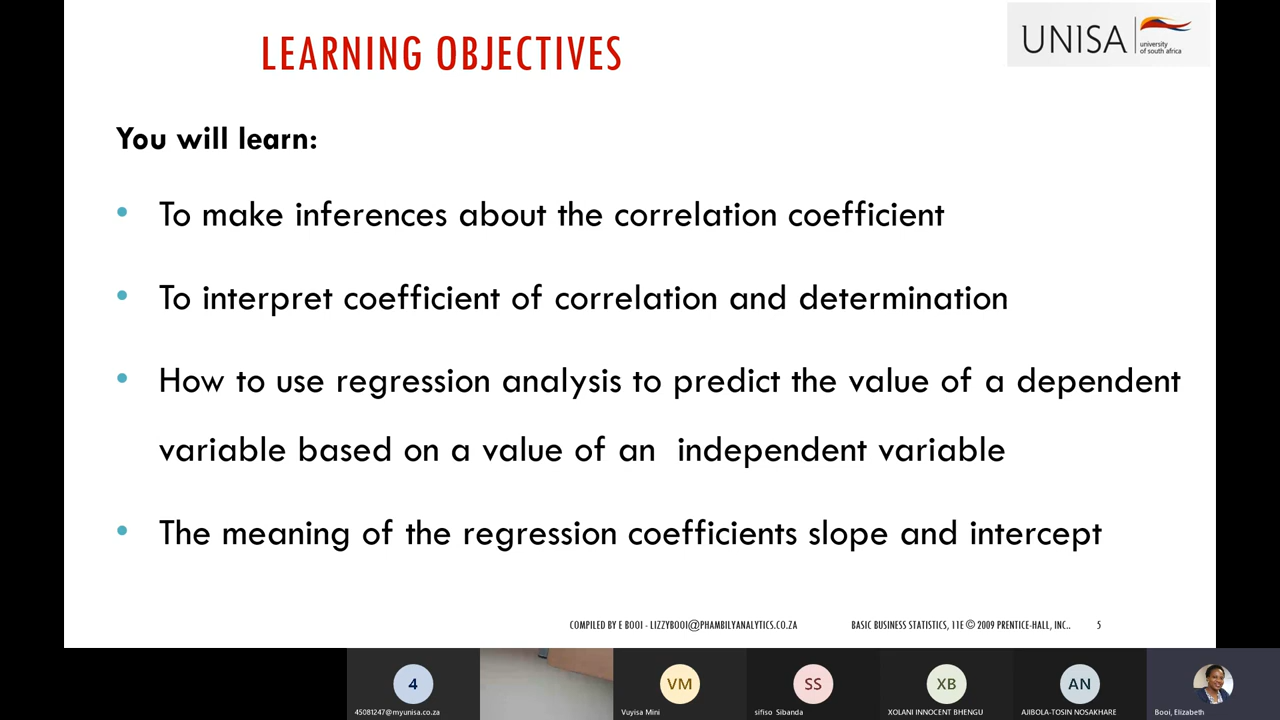 LEARNING OBJECTIVES
UNISA
university
of south africa
You will learn:
• To make inferences about the correlation coefficient
• To interpret coefficient of correlation and determination
• How to use regression analysis to predict the value of a dependent
variable based on a value of an independent variable
• The meaning of the regression coefficients slope and intercept
COMPILED BY E BOOI - LIZZYBOOI@PHAMBILYANALYTICS.CO.ZA
BASIC BUSINESS STATISTICS, 11E © 2009 PRENTICE-HALL, INC..
5
4
VM
SS
XB
AN
45081247@myunisa.co.za
Vuyisa Mini
sifiso Sibanda
XOLANI INNOCENT BHENGU
AJIBOLA-TOSIN NOSAKHARE
Booi, Elizabeth